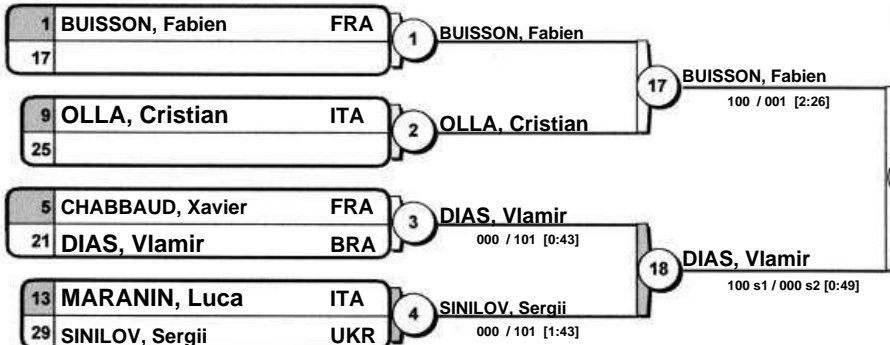 1 BUISSON, Fabien FRA
17
1
BUISSON, Fabien
9 OLLA, Cristian ITA
25
2
OLLA, Cristian
17
BUISSON, Fabien
100 / 001 [2:26]
5 CHABBAUD, Xavier FRA
21 DIAS, Vlamir BRA
3
DIAS, Vlamir
000 / 101 [0:43]
13 MARANIN, Luca ITA
29 SINILOV, Sergii UKR
4
SINILOV, Sergii
000 / 101 [1:43]
18
DIAS, Vlamir
100 s1 / 000 s2 [0:49]